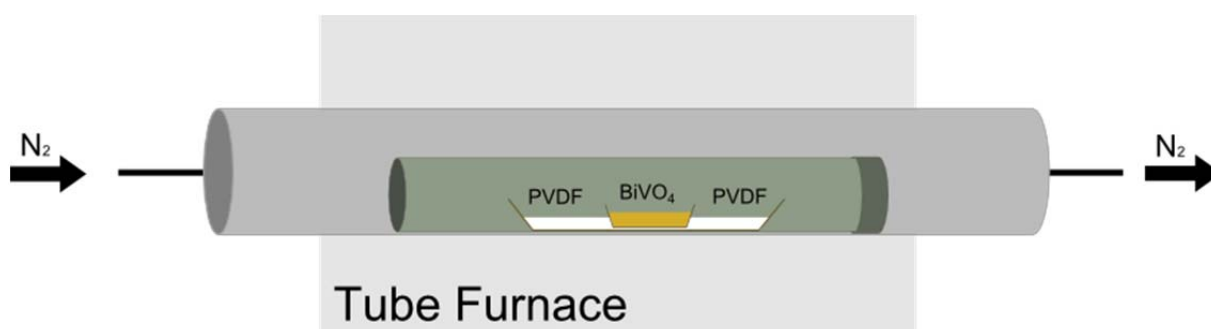 N₂
PVDF
BiVO₄
PVDF
N₂
Tube Furnace